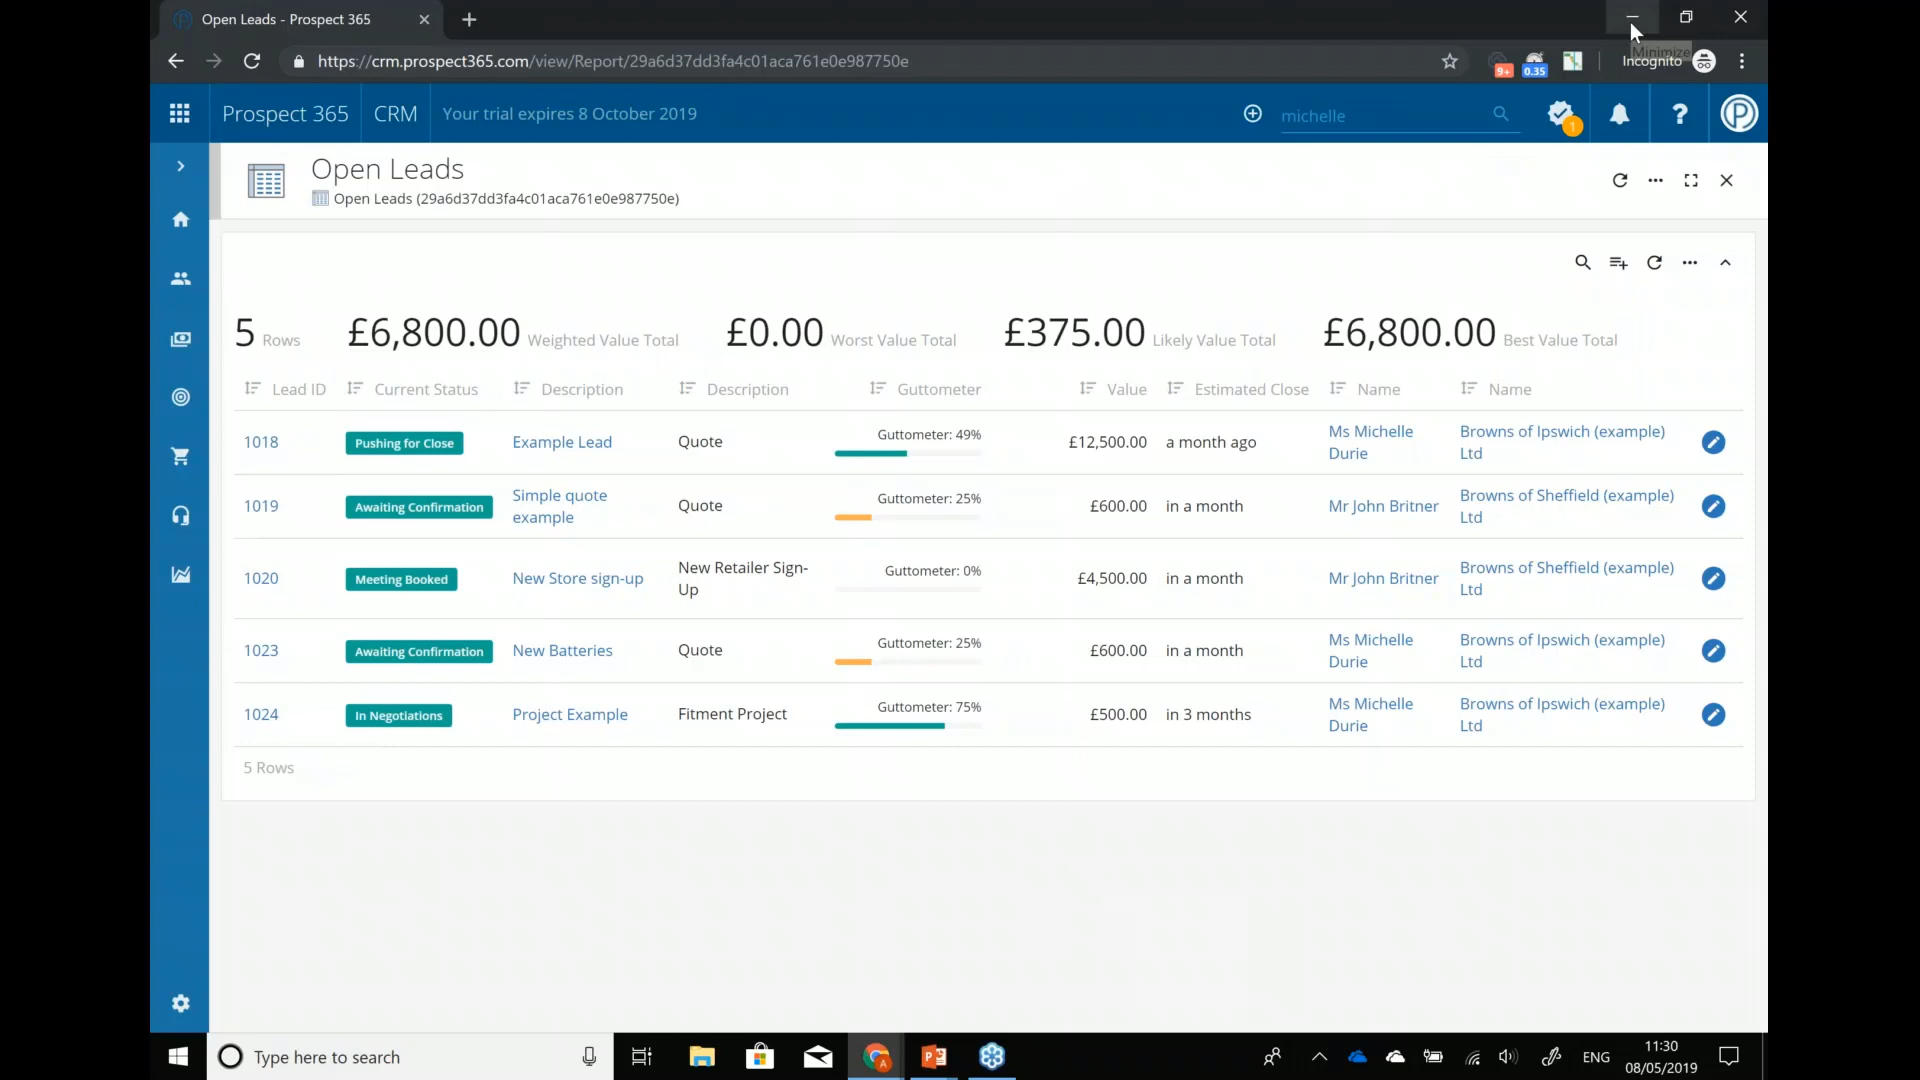 Open Leads - Prospect 365
https://crm.prospect365.com/view/Report/29a6d37dd3fa4c01aca761e0e987750e
9+
0.35
Minimize
Incognito
Prospect 365
CRM
Your trial expires 8 October 2019
michelle
1
?
P
Open Leads
Open Leads (29a6d37dd3fa4c01aca761e0e987750e)
5 Rows £6,800.00 Weighted Value Total £0.00 Worst Value Total £375.00 Likely Value Total £6,800.00 Best Value Total
Lead ID Current Status Description Description Guttometer Value Estimated Close Name Name
1018 Pushing for Close Example Lead Quote Guttometer: 49% £12,500.00 a month ago Ms Michelle Browns of Ipswich (example)
Durie Ltd
1019 Awaiting Confirmation Simple quote Quote Guttometer: 25% £600.00 in a month Mr John Britner Browns of Sheffield (example)
example Ltd
1020 Meeting Booked New Store sign-up New Retailer Sign- Guttometer: 0% £4,500.00 in a month Mr John Britner Browns of Sheffield (example)
Up Ltd
1023 Awaiting Confirmation New Batteries Quote Guttometer: 25% £600.00 in a month Ms Michelle Browns of Ipswich (example)
Durie Ltd
1024 In Negotiations Project Example Fitment Project Guttometer: 75% £500.00 in 3 months Ms Michelle Browns of Ipswich (example)
Durie Ltd
5 Rows
Type here to search
ENG
11:30
08/05/2019